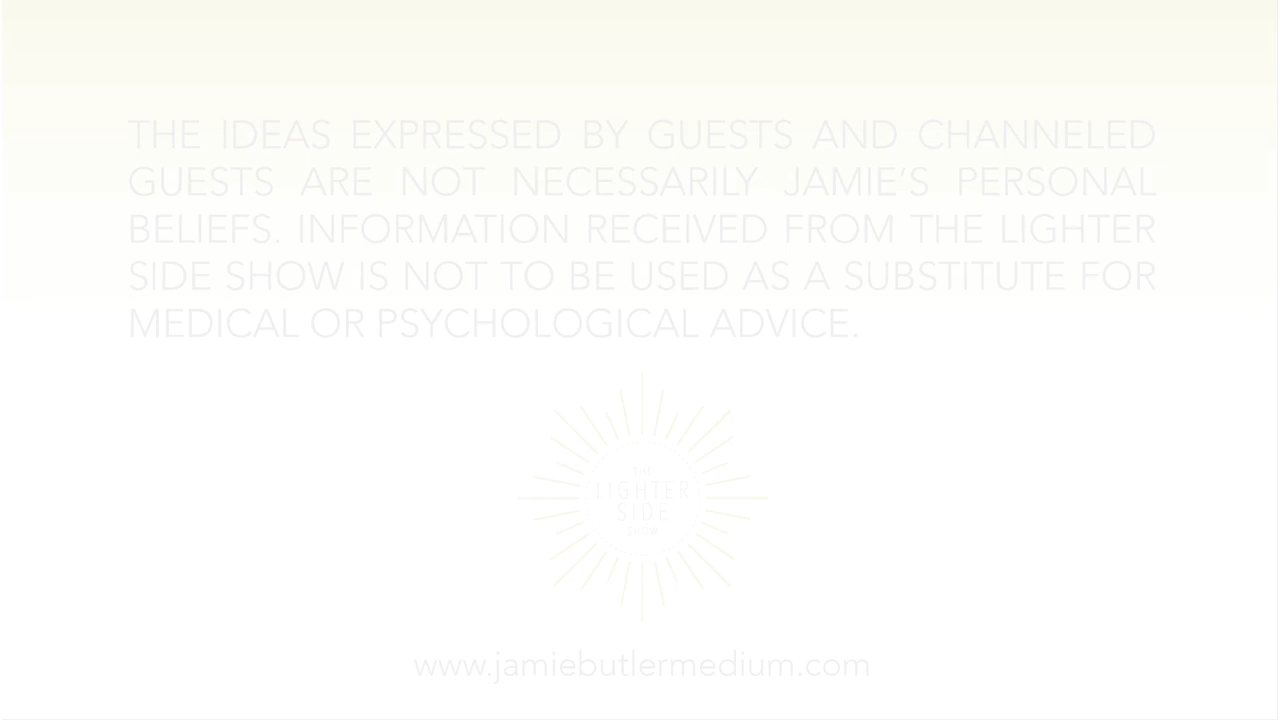 THE IDEAS EXPRESSED BY GUESTS AND CHANNELED
GUESTS ARE NOT NECESSARILY JAMIE'S PERSONAL
BELIEFS. INFORMATION RECEIVED FROM THE LIGHTER
SIDE SHOW IS NOT TO BE USED AS A SUBSTITUTE FOR
MEDICAL OR PSYCHOLOGICAL ADVICE.
THE
LIGHTER
SIDE
SHOW
www.jamiebutlermedium.com